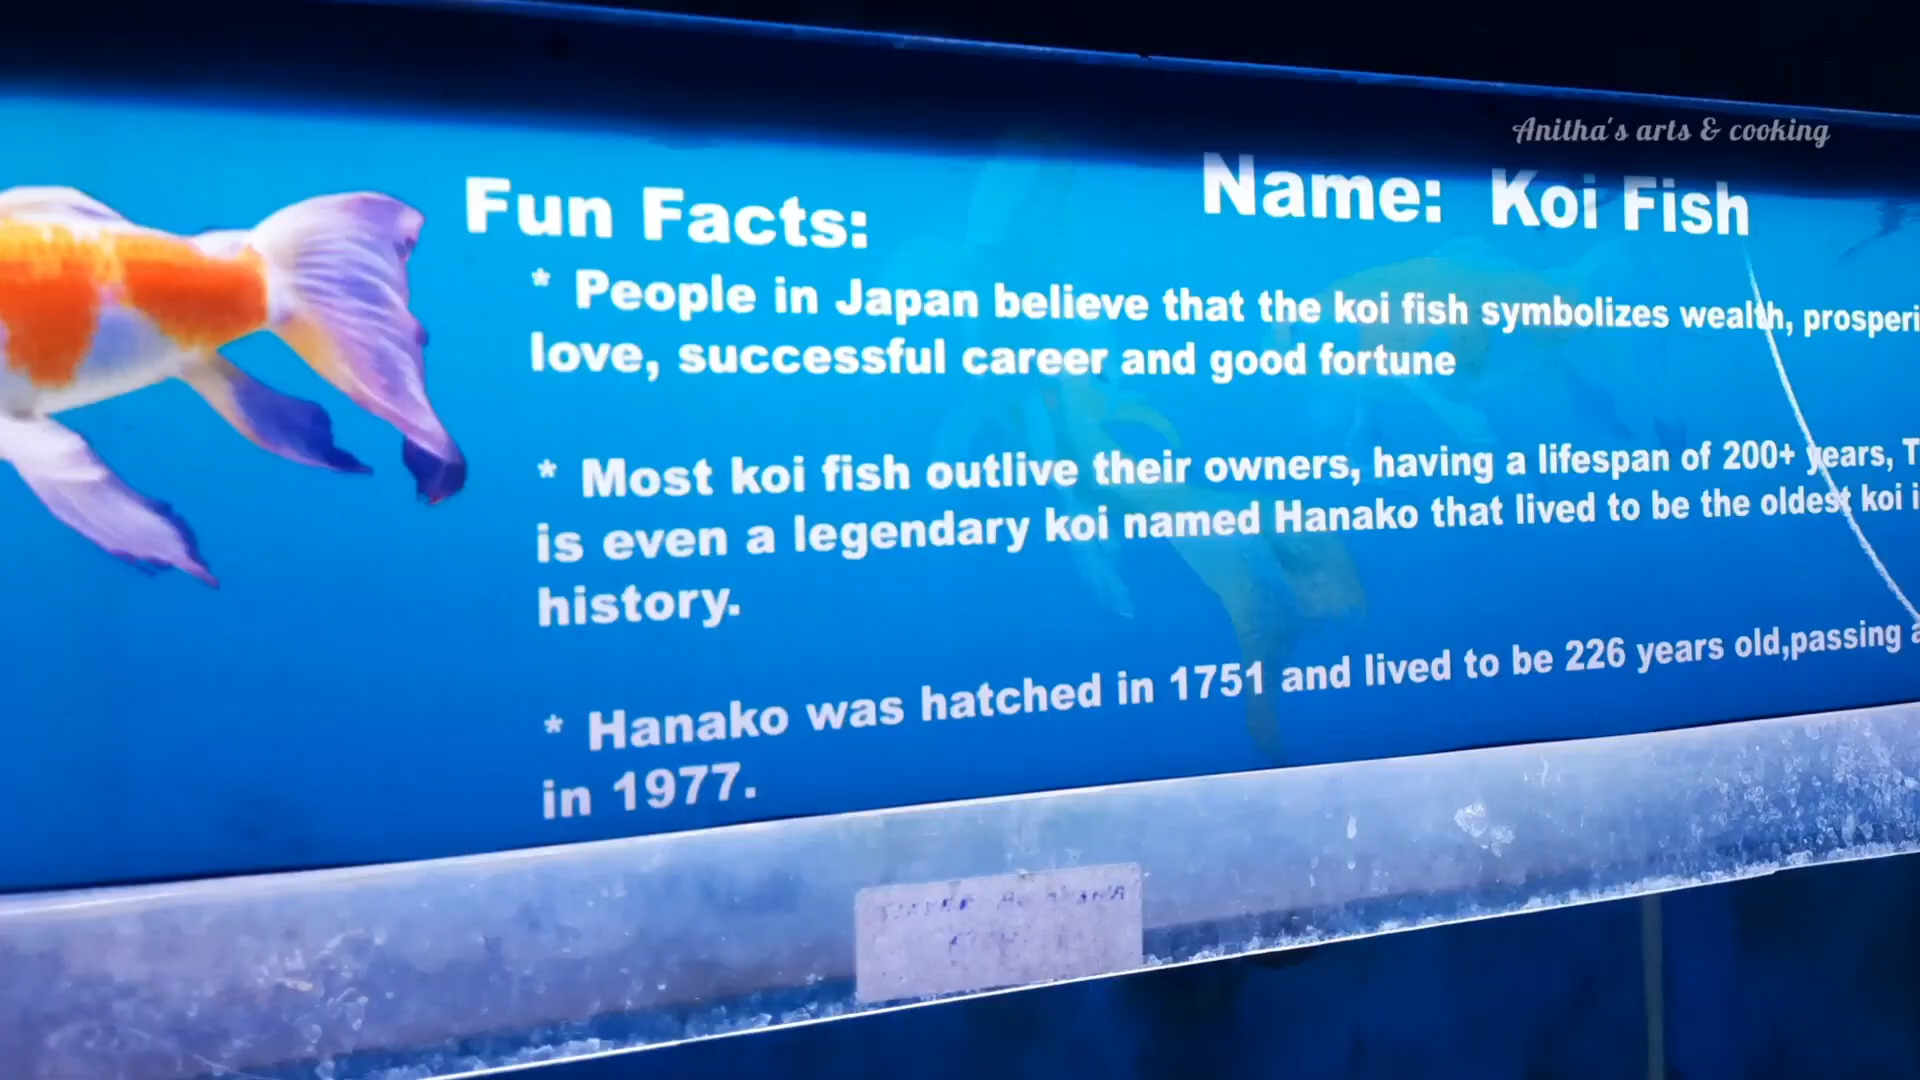 Anitha's arts & cooking
Name: Koi Fish
Fun Facts:
* People in Japan believe that the koi fish symbolizes wealth, prosperi
love, successful career and good fortune
* Most koi fish outlive their owners, having a lifespan of 200+ years, T
is even a legendary koi named Hanako that lived to be the oldest koi i
history.
* Hanako was hatched in 1751 and lived to be 226 years old,passing a
in 1977.